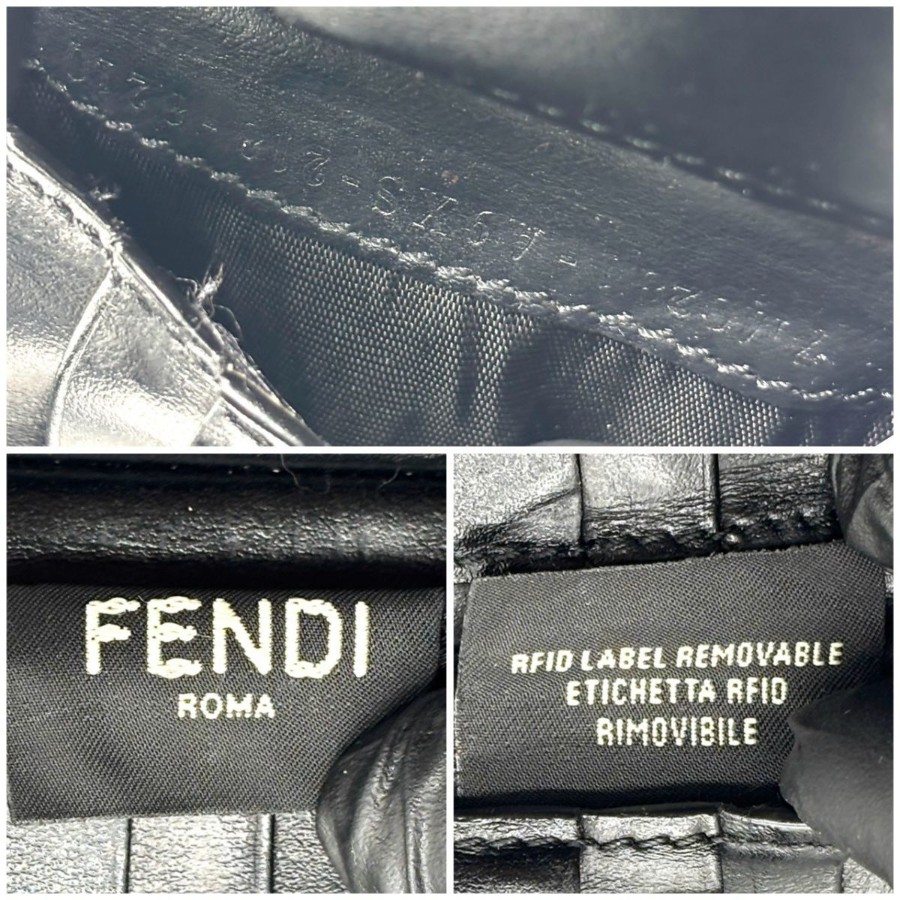 FENDI
ROMA
RFID LABEL REMOVABLE
ETICHETTA RFID
RIMOVIBILE